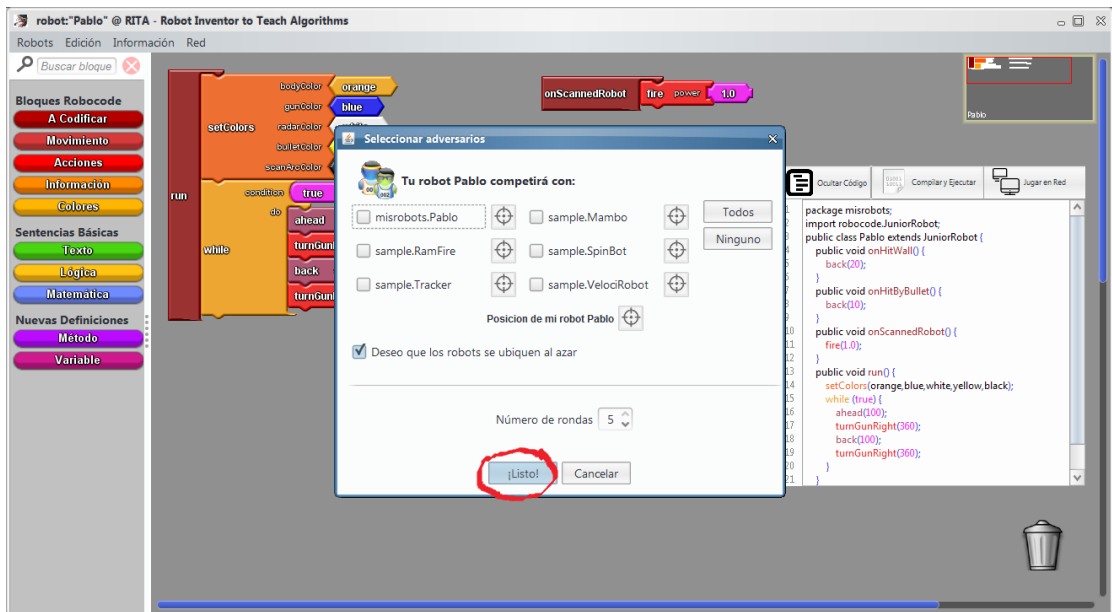 robot:"Pablo" @ RITA - Robot Inventor to Teach Algorithms
Robots Edición Información Red
Buscar bloque
Bloques Robocode
A Codificar
Movimiento
Acciones
Información
Colores
Sentencias Básicas
Texto
Lógica
Matemática
Nuevas Definiciones
Método
Variable
run
setColors
bodyColor orange
gunColor blue
radarColor
bulletColor
scanArcColor
while
condition true
do
ahead
turnGun
back
turnGun
onScannedRobot fire power 1.0
Pablo
Seleccionar adversarios
Tu robot Pablo competirá con:
misrobots.Pablo sample.Mambo Todos
sample.RamFire sample.SpinBot Ninguno
sample.Tracker sample.VelociRobot
Posicion de mi robot Pablo
Deseo que los robots se ubiquen al azar
Número de rondas 5
¡Listo! Cancelar
Ocultar Código Compilar y Ejecutar Jugar en Red
1 package misrobots;
import robocode.JuniorRobot;
public class Pablo extends JuniorRobot {
public void onHitWall() {
back(20);
}
public void onHitByBullet() {
back(10);
}
10 public void onScannedRobot() {
11 fire(1.0);
12 }
13 public void run() {
14 setColors(orange,blue,white,yellow,black);
15 while (true) {
16 ahead(100);
17 turnGunRight(360);
18 back(100);
19 turnGunRight(360);
20 }
21 }